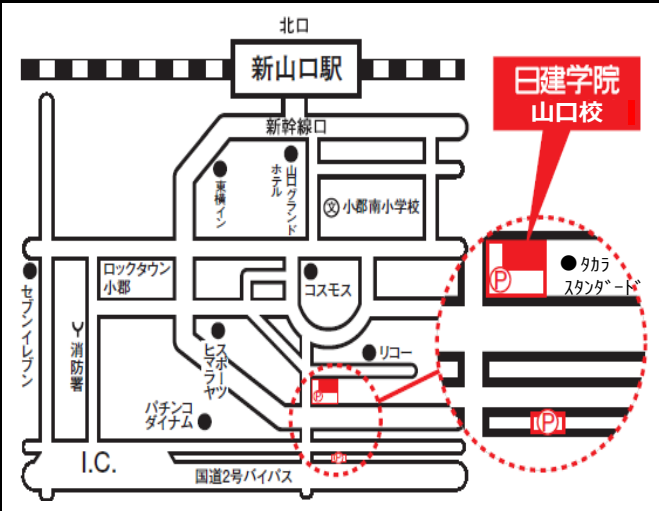 北口
新山口駅
日建学院
山口校
新幹線口
東横イン
山口グランド
ホテル
文 小郡南小学校
ロックタウン
小郡
コスモス
P
タカラ
スタンダード
セブンイレブン
Y
消防署
スポーツ
ヒマラヤ
リコー
P
パチンコ
ダイナム
P
I.C.
国道2号バイパス
P